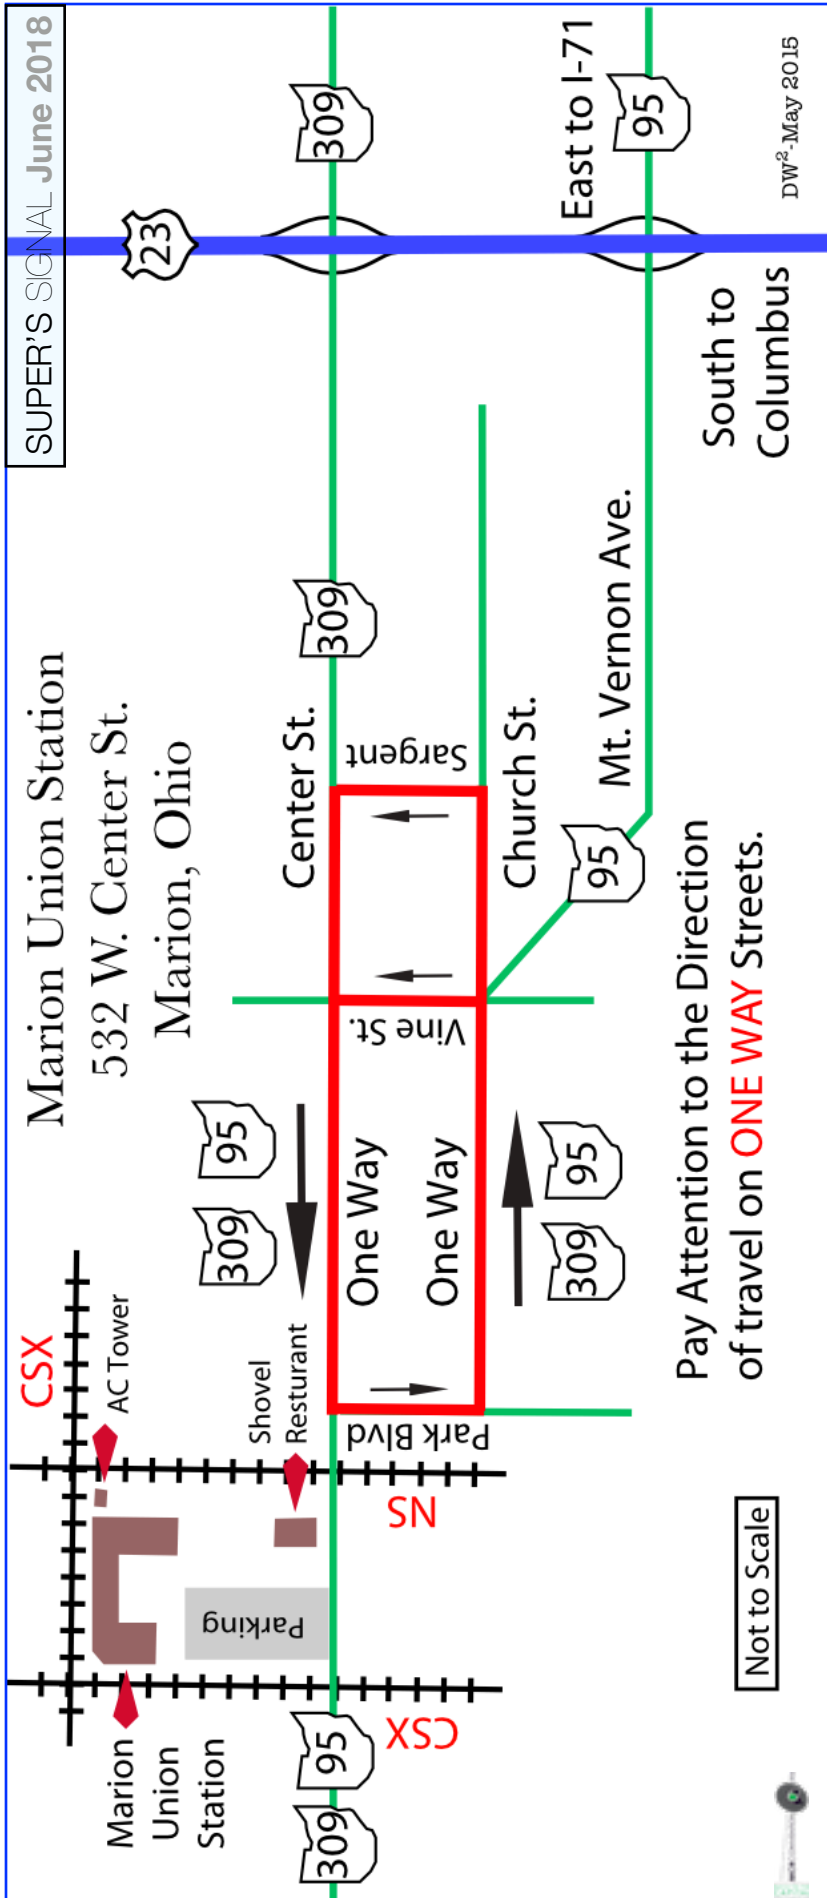 SUPER'S SIGNAL June 2018
Marion Union Station
532 W. Center St.
Marion, Ohio
23
309
East to I-71
95
DW²-May 2015
South to
Columbus
309
Center St.
Sargent
Church St.
Mt. Vernon Ave.
95
Vine St.
95
309
One Way
One Way
95
309
Park Blvd
CSX
AC Tower
Shovel
Resturant
NS
Parking
Marion
Union
Station
CSX
95
309
Pay Attention to the Direction
of travel on ONE WAY Streets.
Not to Scale